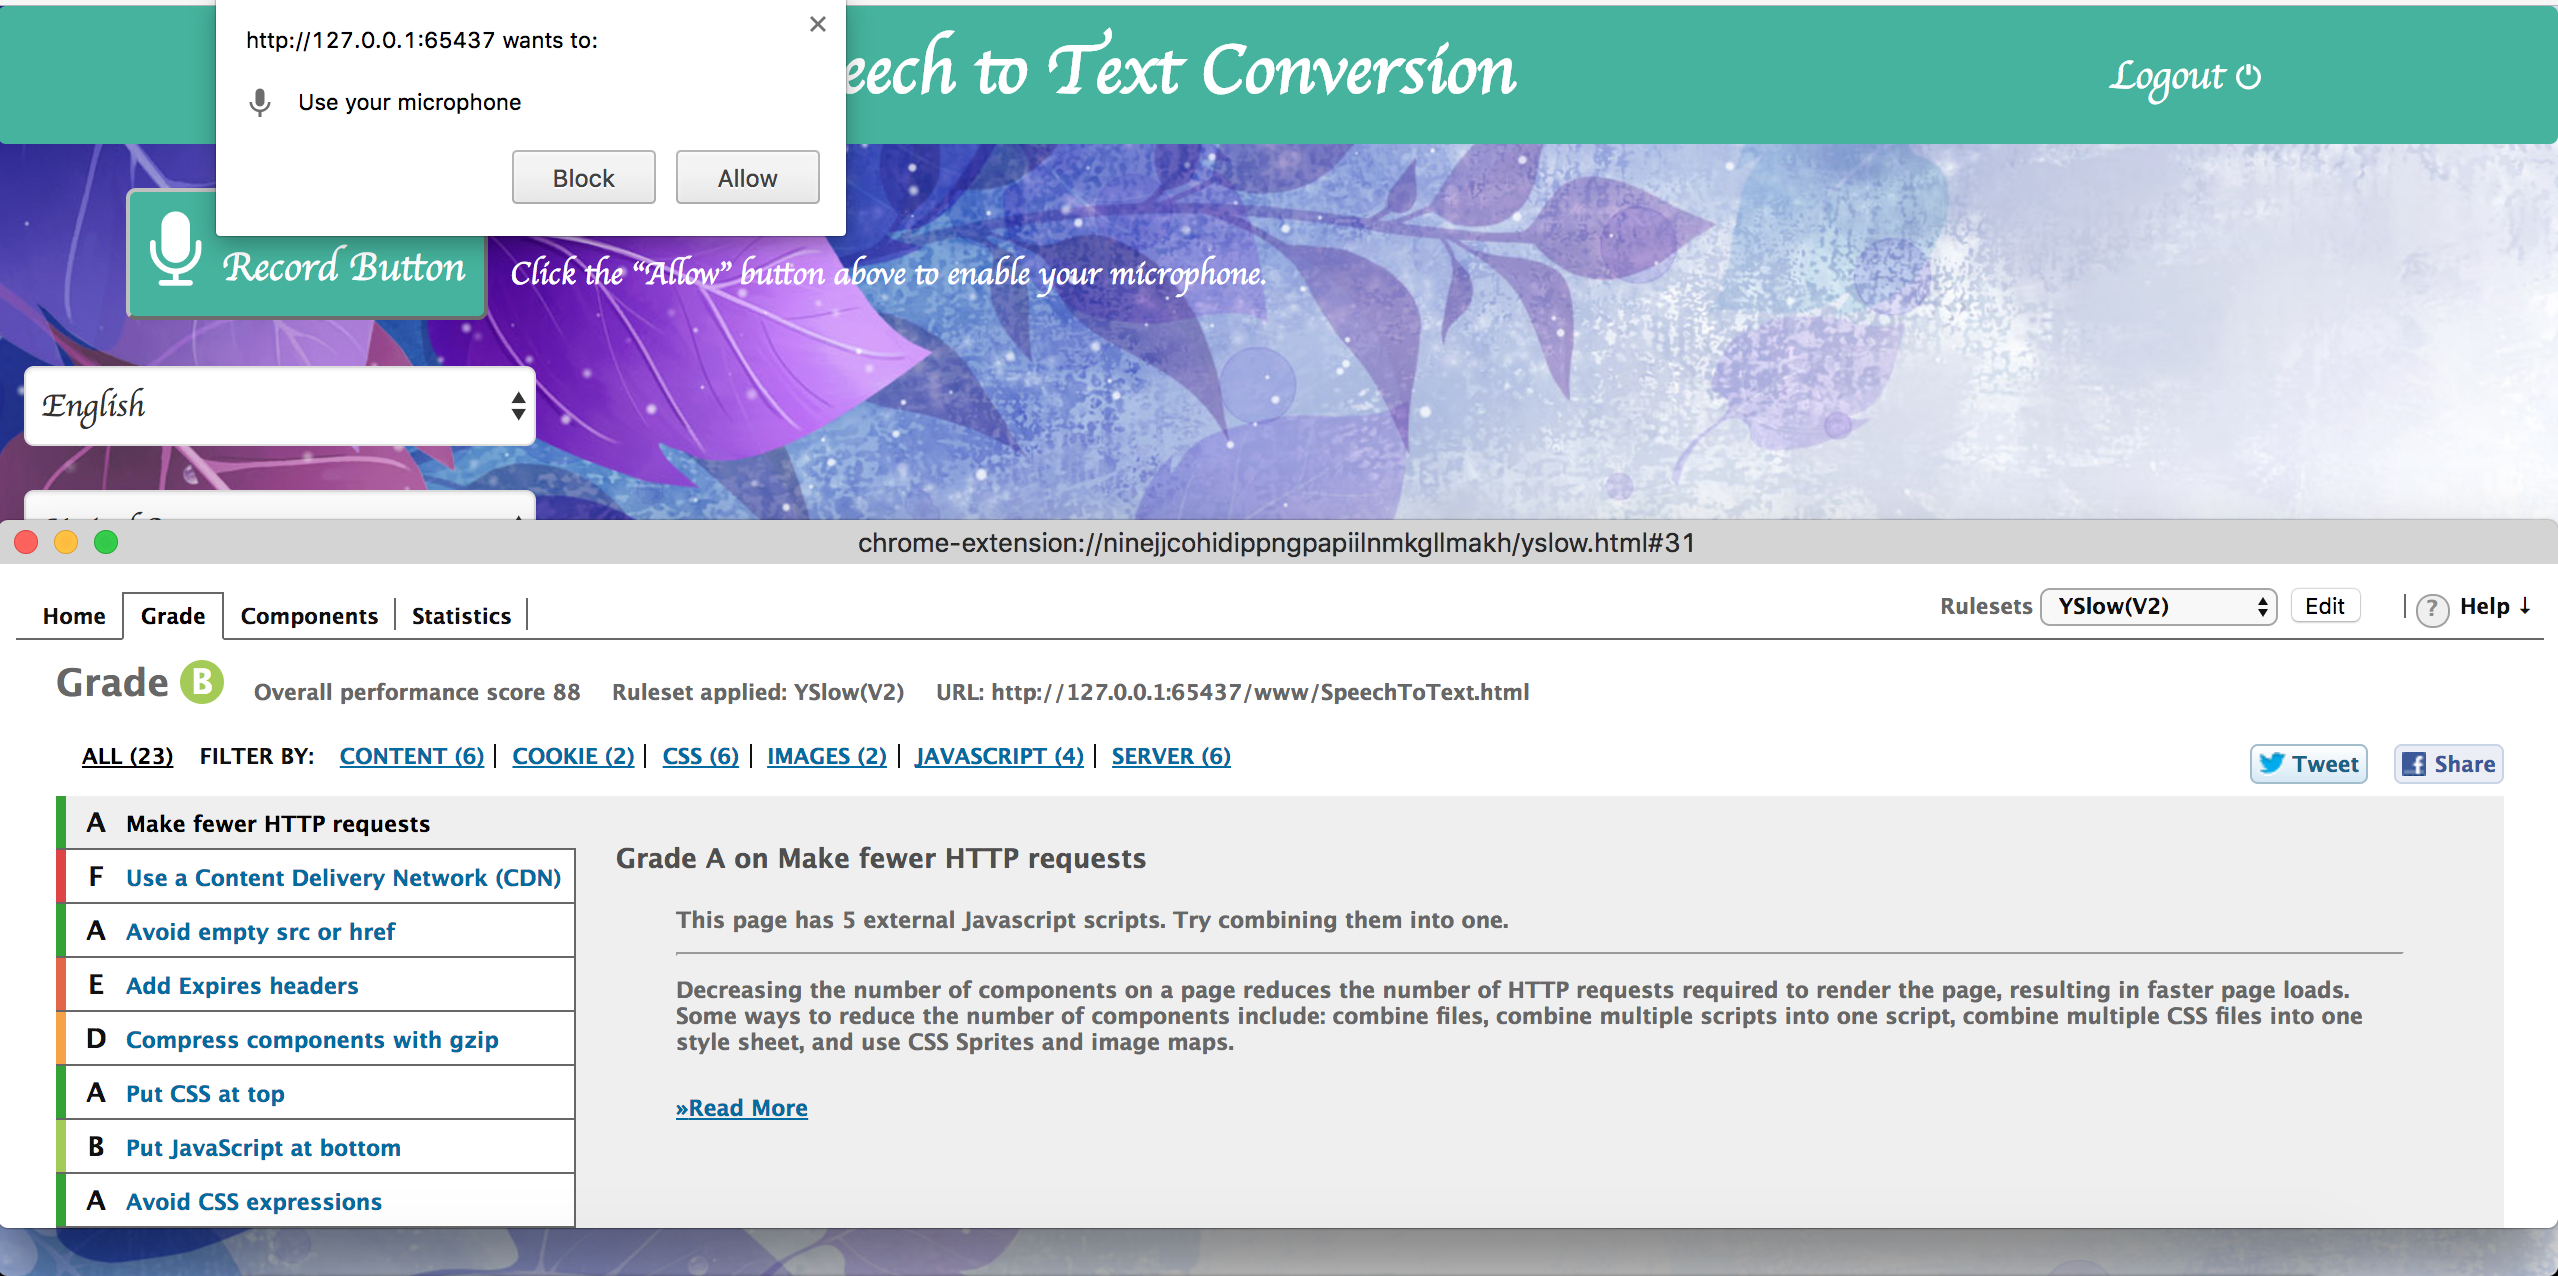 http://127.0.0.1:65437 wants to:
Use your microphone
Block Allow
eech to Text Conversion
Logout
Record Button
Click the “Allow” button above to enable your microphone.
English
chrome-extension://ninejjcohidippngpapiilnmkgllmakh/yslow.html#31
Home Grade Components Statistics
Rulesets YSlow(V2) Edit ? Help ↓
Grade B Overall performance score 88 Ruleset applied: YSlow(V2) URL: http://127.0.0.1:65437/www/SpeechToText.html
ALL (23) FILTER BY: CONTENT (6) | COOKIE (2) | CSS (6) | IMAGES (2) | JAVASCRIPT (4) | SERVER (6)
Tweet Share
A Make fewer HTTP requests
F Use a Content Delivery Network (CDN)
A Avoid empty src or href
E Add Expires headers
D Compress components with gzip
A Put CSS at top
B Put JavaScript at bottom
A Avoid CSS expressions
Grade A on Make fewer HTTP requests
This page has 5 external Javascript scripts. Try combining them into one.
Decreasing the number of components on a page reduces the number of HTTP requests required to render the page, resulting in faster page loads.
Some ways to reduce the number of components include: combine files, combine multiple scripts into one script, combine multiple CSS files into one
style sheet, and use CSS Sprites and image maps.
»Read More